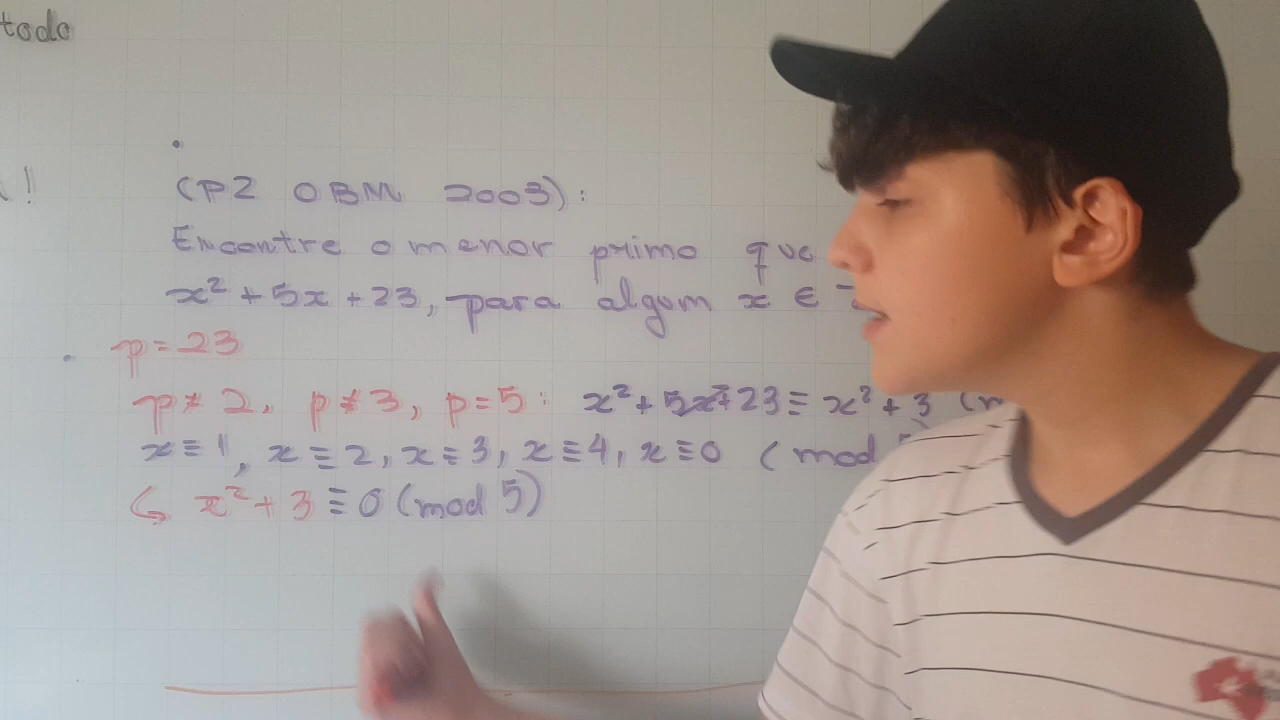 todo
!
(P2 OBM 2003):
Encontre o menor primo que
x² + 5x + 23, para algum x ∈
p = 23
p ≠ 2, p ≠ 3, p = 5: x² + 5x + 23 ≡ x² + 3
x ≡ 1, x ≡ 2, x ≡ 3, x ≡ 4, x ≡ 0 (mod
↳ x² + 3 ≡ 0 (mod 5)